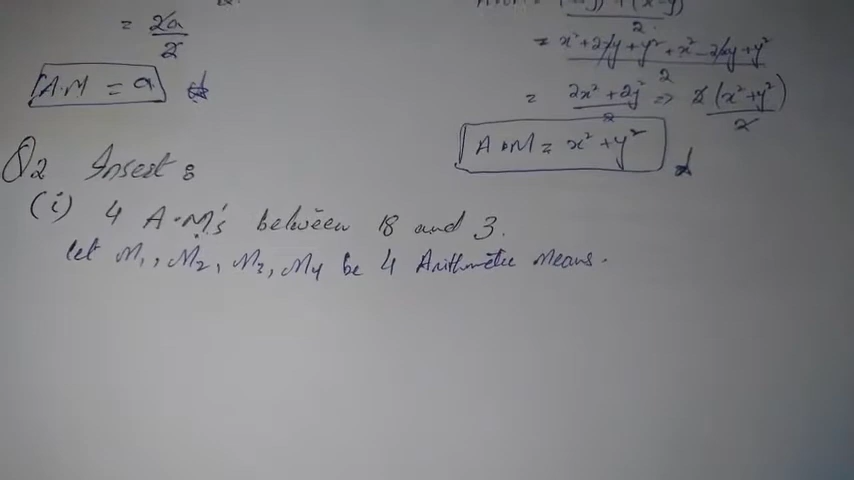 = 2a/2
A.M = a
= x²+2xy+y²+x²-2xy+y²
2
= 2x²+2y²/2 => 2(x²+y²)/2
A.M = x²+y²
Q2 Insert :
(i) 4 A.M's between 18 and 3.
let M₁, M₂, M₃, M₄ be 4 Arithmetic Means.